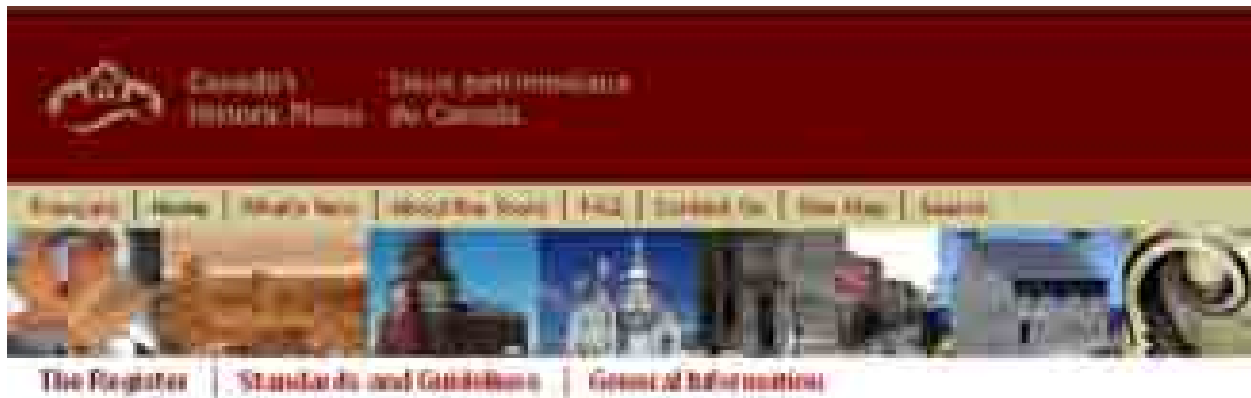 Canada's
Historic Places
Lieux patrimoniaux
du Canada
Français | Home | What's New | About the Tools | FAQ | Contact Us | Site Map | Search
The Register | Standards and Guidelines | General Information